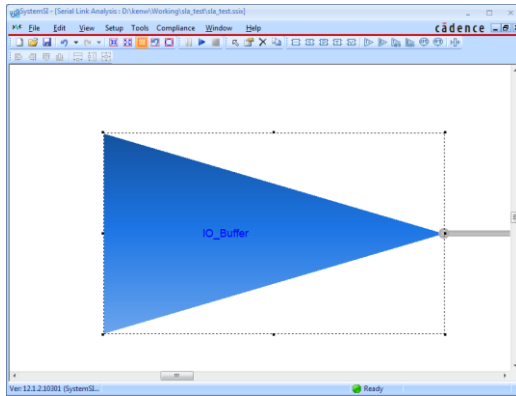 SystemSI - [Serial Link Analysis : D:\kenw\Working\sla_test\sla_test.ssix]
File Edit View Setup Tools Compliance Window Help
cādence
IO_Buffer
Ver: 12.1.2.10301 (SystemSI... Ready